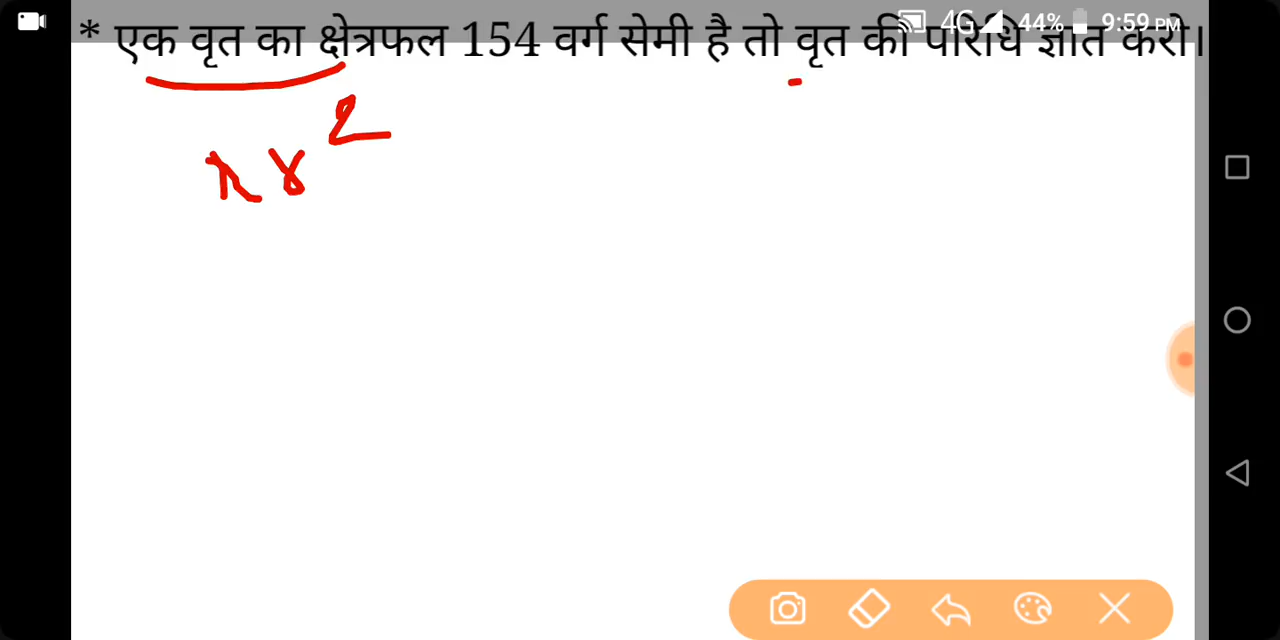 4G 44% 9:59 PM
* एक वृत का क्षेत्रफल 154 वर्ग सेमी है तो वृत की परिधि ज्ञात करो।
πr²